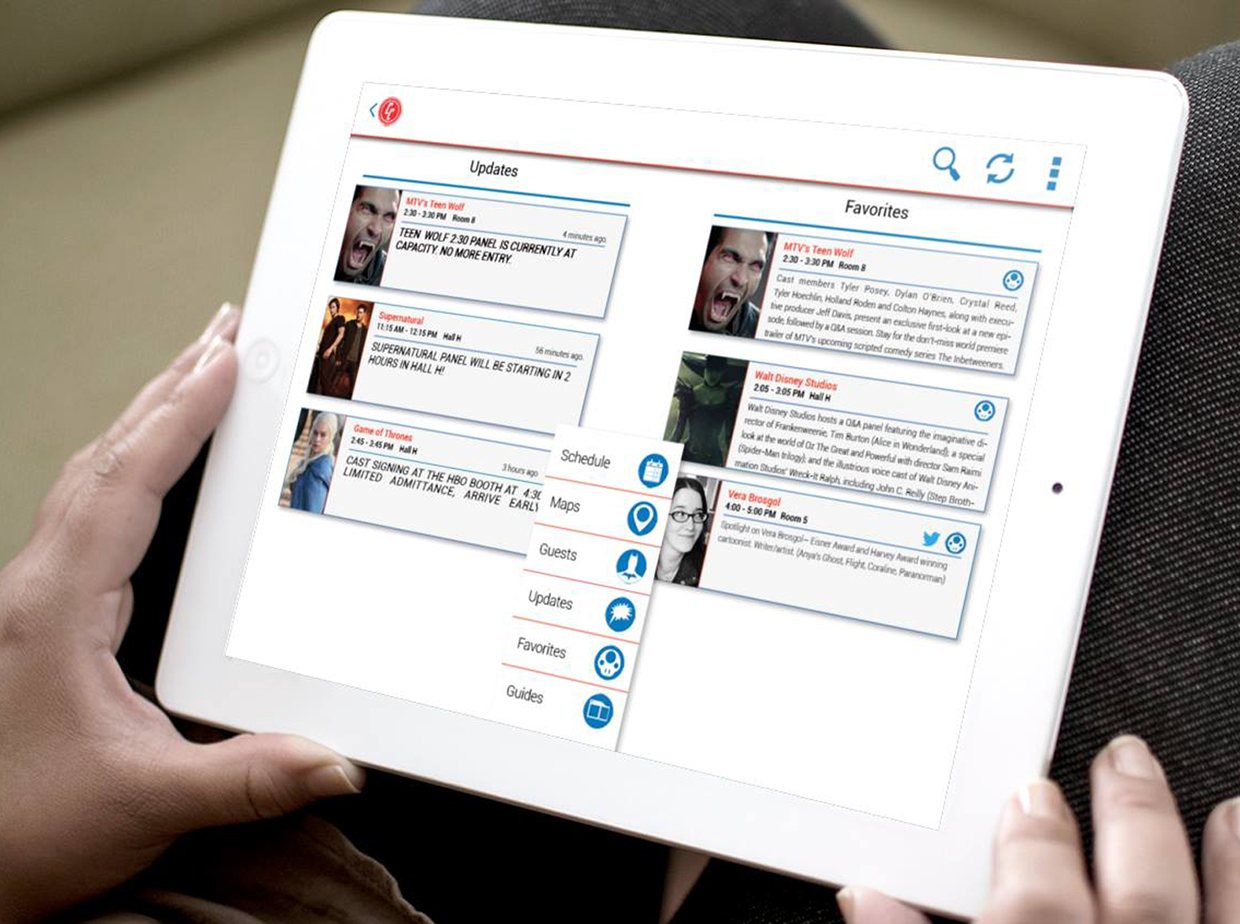 Updates
MTV's Teen Wolf
2:30 - 3:30 PM Room 8
4 minutes ago
TEEN WOLF 2:30 PANEL IS CURRENTLY AT
CAPACITY. NO MORE ENTRY.
Supernatural
11:15 AM - 12:15 PM Hall H
56 minutes ago
SUPERNATURAL PANEL WILL BE STARTING IN 2
HOURS IN HALL H!
Game of Thrones
2:45 - 3:45 PM Hall H
3 hours ago
CAST SIGNING AT THE HBO BOOTH AT 4:30
LIMITED ADMITTANCE, ARRIVE EARLY
Schedule
Maps
Guests
Updates
Favorites
Guides
Favorites
MTV's Teen Wolf
2:30 - 3:30 PM Room 8
Cast members Tyler Posey, Dylan O'Brien, Crystal Reed,
Tyler Hoechlin, Holland Roden and Colton Haynes, along with execu-
tive producer Jeff Davis, present an exclusive first-look at a new epi-
sode, followed by a Q&A session. Stay for the don't-miss world premiere
trailer of MTV's upcoming scripted comedy series The Inbetweeners.
Walt Disney Studios
2:05 - 3:05 PM Hall H
Walt Disney Studios hosts a Q&A panel featuring the imaginative di-
rector of Frankenweenie, Tim Burton (Alice in Wonderland); a special
look at the world of Oz The Great and Powerful with director Sam Raimi
(Spider-Man trilogy); and the illustrious voice cast of Walt Disney Ani-
mation Studios' Wreck-It Ralph, including John C. Reilly (Step Broth-
Vera Brosgol
4:00 - 5:00 PM Room 5
Spotlight on Vera Brosgol— Eisner Award and Harvey Award winning
cartoonist. Writer/artist. (Anya's Ghost, Flight, Coraline, Paranorman)